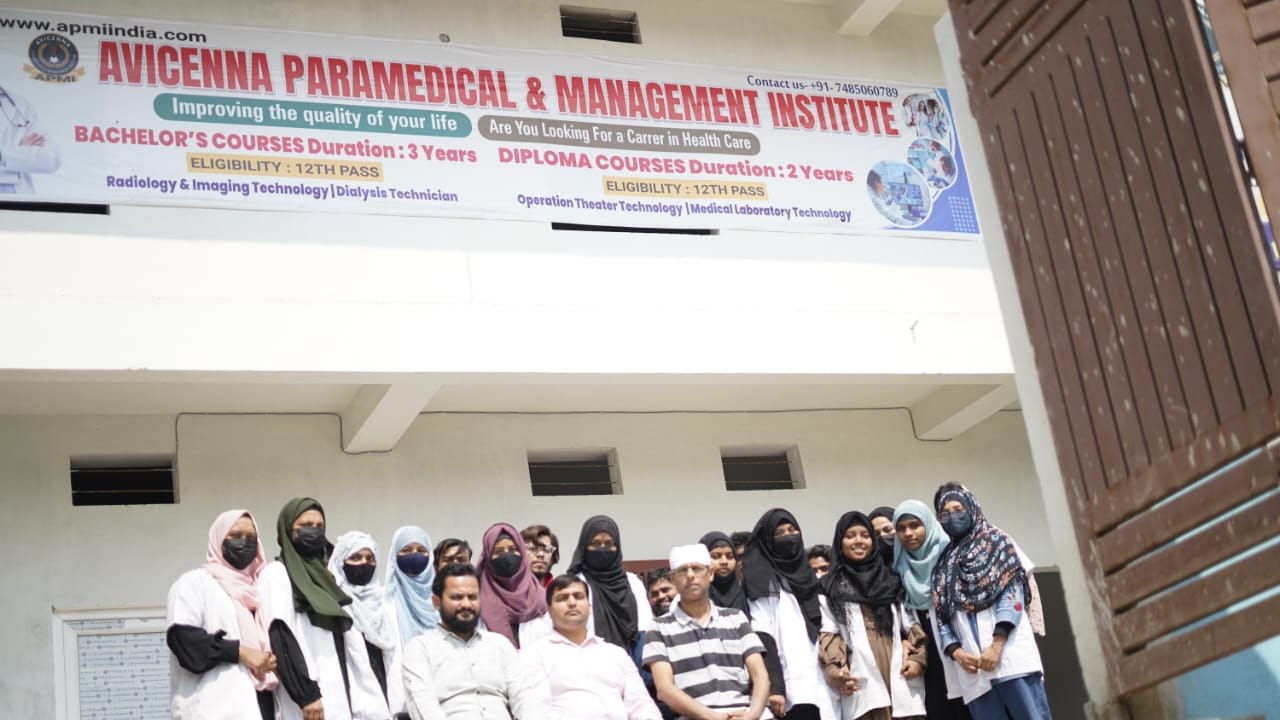 www.apmiindia.com
AVICENNA
APMI
AVICENNA PARAMEDICAL & MANAGEMENT INSTITUTE
Contact us- +91- 7485060789
Improving the quality of your life
Are You Looking For a Carrer in Health Care
BACHELOR'S COURSES Duration : 3 Years
ELIGIBILITY : 12TH PASS
Radiology & Imaging Technology | Dialysis Technician
DIPLOMA COURSES Duration : 2 Years
ELIGIBILITY : 12TH PASS
Operation Theater Technology | Medical Laboratory Technology